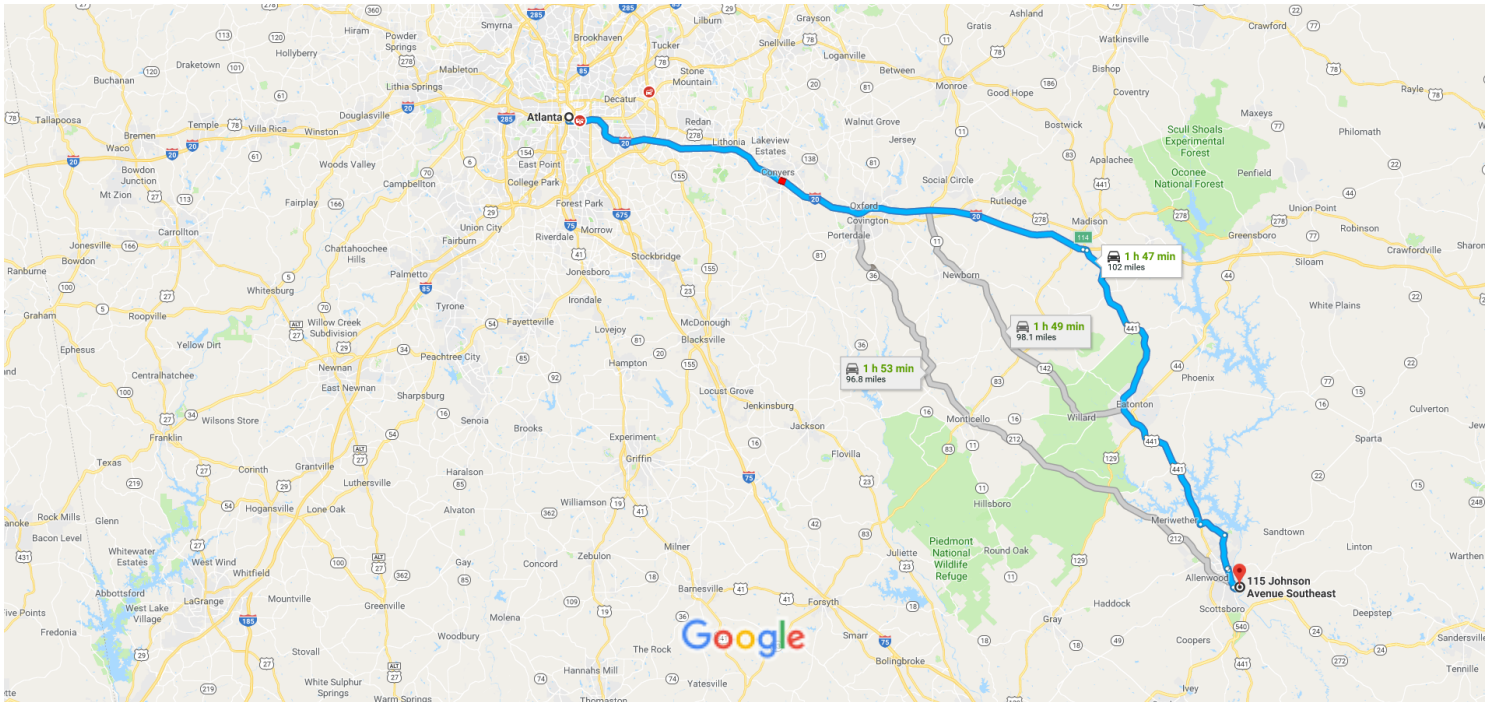 Smyrna
Lilburn
Grayson
Gratis
Ashland
Crawford
Hiram
Powder
Springs
Brookhaven
Tucker
Snellville
Loganville
Watkinsville
Draketown
Hollyberry
Buchanan
Mableton
Lithia Springs
Stone
Mountain
Between
Monroe
Good Hope
Bishop
Coventry
Rayle
Decatur
Tallapoosa
Bremen
Waco
Temple
Villa Rica
Winston
Douglasville
Atlanta
Redan
Lithonia
Lakeview
Estates
Walnut Grove
Jersey
Bostwick
Scull Shoals
Experimental
Forest
Maxeys
Philomath
Bowdon
Junction
Mt Zion
Woods Valley
Campbellton
East Point
College Park
Conyers
Social Circle
Apalachee
Oconee
National Forest
Penfield
Carrollton
Fairplay
Forest Park
Union City
Riverdale
Morrow
Oxford
Covington
Porterdale
Rutledge
Madison
Union Point
Greensboro
Robinson
Crawfordville
Sharon
Jonesville
Bowdon
Ranburne
Chattahoochee
Hills
Fairburn
Stockbridge
Jonesboro
Palmetto
Newborn
1 h 47 min
102 miles
Siloam
Whitesburg
Tyrone
Irondale
White Plains
Graham
Roopville
Willow Creek
Subdivision
Fayetteville
Lovejoy
McDonough
Blacksville
1 h 49 min
98.1 miles
Ephesus
Yellow Dirt
Newnan
Peachtree City
Hampton
1 h 53 min
96.8 miles
Centralhatchee
East Newnan
Sharpsburg
Locust Grove
Jenkinsburg
Phoenix
Wilsons Store
Franklin
Senoia
Brooks
Jackson
Monticello
Willard
Eatonton
Culverton
Experiment
Griffin
Flovilla
Sparta
Texas
Corinth
Grantville
Luthersville
Haralson
Hillsboro
Hogansville
Lone Oak
Alvaton
Williamson
Rock Mills
Glenn
Bacon Level
Concord
Meriwether
Sandtown
Whitewater
Estates
West Wind
Whitfield
Gay
Zebulon
Milner
Juliette
Piedmont
National
Wildlife
Refuge
Round Oak
Linton
Warthen
Abbottsford
West Lake
Village
LaGrange
Mountville
Greenville
Barnesville
Forsyth
Allenwood
115 Johnson
Avenue Southeast
Five Points
Fredonia
Molena
Haddock
Gray
Scottsboro
Deepstep
Google
Woodbury
The Rock
Smarr
Coopers
Sandersville
Stovall
Hannahs Mill
Yatesville
Bolingbroke
Tennille
White Sulphur
Springs
Warm Springs
Thomaston
Ivey